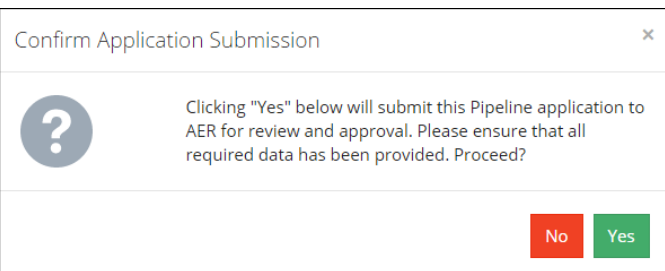 Confirm Application Submission ×
?
Clicking "Yes" below will submit this Pipeline application to
AER for review and approval. Please ensure that all
required data has been provided. Proceed?
No Yes